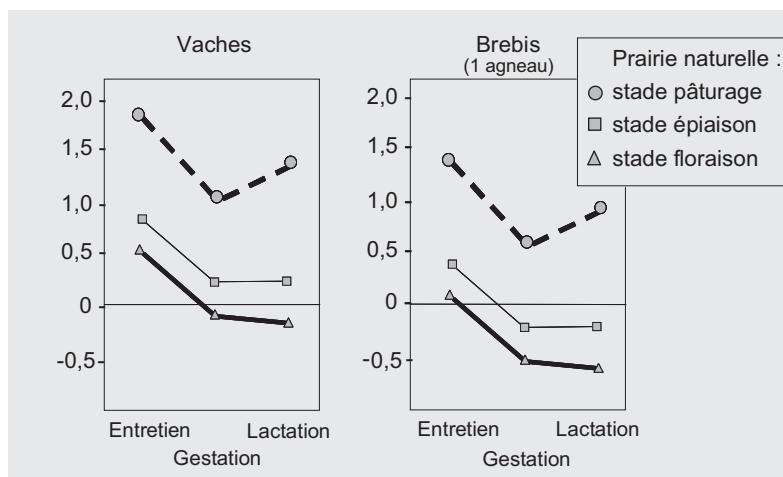 Vaches
2,0
1,5
1,0
0,5
0
-0,5
Entretien
Lactation
Gestation
Brebis
(1 agneau)
2,0
1,5
1,0
0,5
0
-0,5
Entretien
Lactation
Gestation
Prairie naturelle :
stade pâturage
stade épiaison
stade floraison